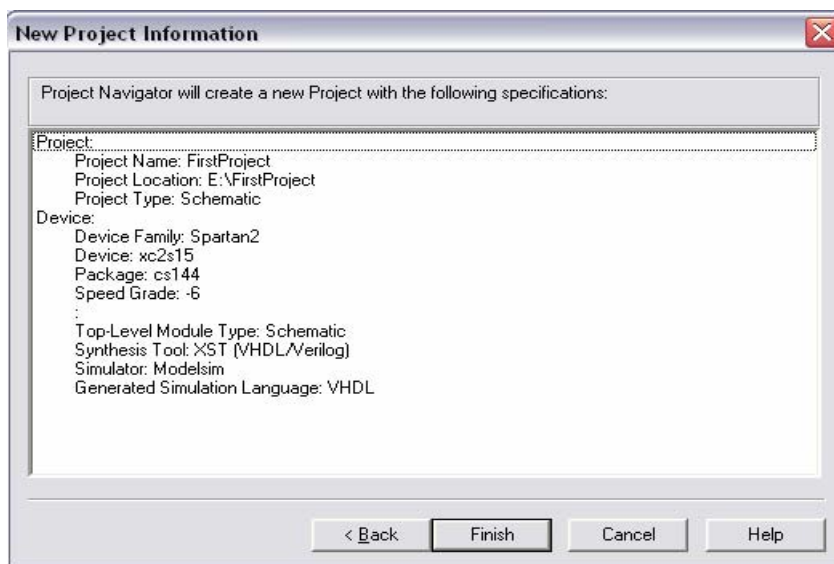 New Project Information
Project Navigator will create a new Project with the following specifications:
Project:
Project Name: FirstProject
Project Location: E:\FirstProject
Project Type: Schematic
Device:
Device Family: Spartan2
Device: xc2s15
Package: cs144
Speed Grade: -6
:
Top-Level Module Type: Schematic
Synthesis Tool: XST (VHDL/Verilog)
Simulator: Modelsim
Generated Simulation Language: VHDL
< Back Finish Cancel Help